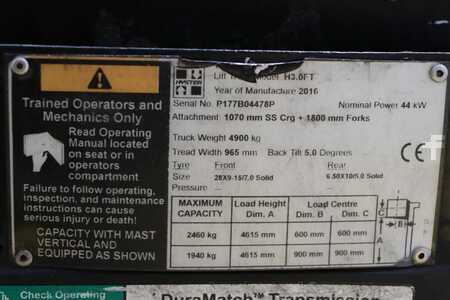 Trained Operators and
Mechanics Only
Read Operating
Manual located
on seat or in
operators
compartment
Failure to follow operating,
inspection, and maintenance
instructions can cause
serious injury or death!
CAPACITY WITH MAST
VERTICAL AND
EQUIPPED AS SHOWN
HYSTER
Lift Model H3.0FT
Year of Manufacture 2016
Serial No. P177B04478P Nominal Power 44 kW
Attachment 1070 mm SS Crg + 1800 mm Forks
Truck Weight 4900 kg
Tread Width 965 mm Back Tilt 5.0 Degrees
Tyre Front Rear
Size 28X9-15/7.0 Solid 6.50X10/5.0 Solid
Pressure - -
CE
MAXIMUM CAPACITY Load Height Dim. A Load Centre Dim. B Dim. C
2460 kg 4615 mm 600 mm 600 mm
1940 kg 4615 mm 900 mm 900 mm
C
B
A
Check Operating
DuraMatch™ Transmission